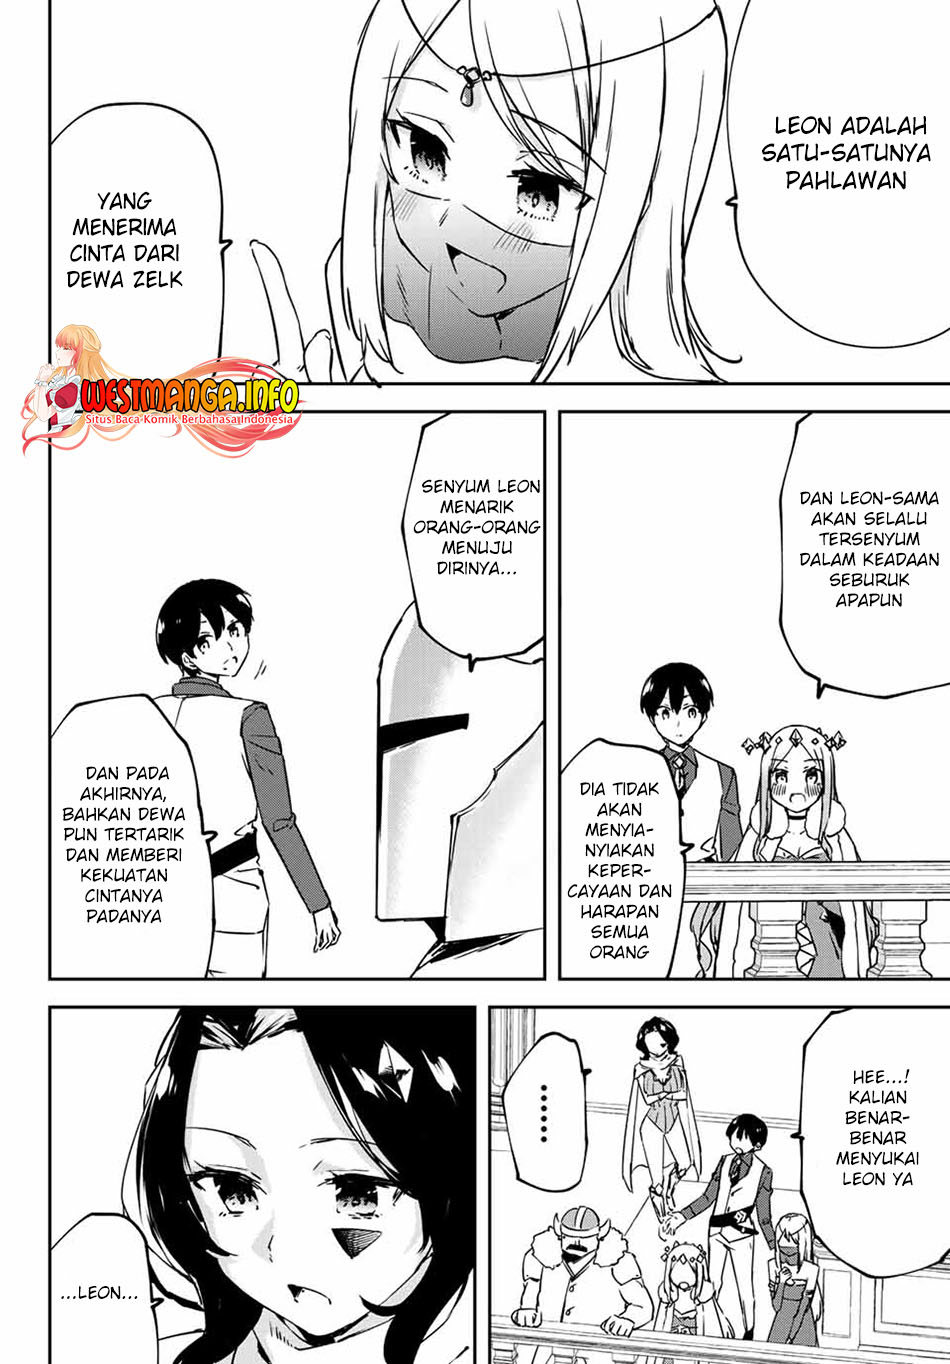 LEON ADALAH
SATU-SATUNYA
PAHLAWAN
YANG
MENERIMA
CINTA DARI
DEWA ZELK
WESTMANGA.INFO
Situs Baca Komik Berbahasa Indonesia
DAN LEON-SAMA
AKAN SELALU
TERSENYUM
DALAM KEADAAN
SEBURUK
APAPUN
DIA TIDAK
AKAN
MENYIA-
NYIAKAN
KEPER-
CAYAAN DAN
HARAPAN
SEMUA
ORANG
SENYUM LEON
MENARIK
ORANG-ORANG
MENUJU
DIRINYA...
DAN PADA
AKHIRNYA,
BAHKAN DEWA
PUN TERTARIK
DAN MEMBERI
KEKUATAN
CINTANYA
PADANYA
HEE...!
KALIAN
BENAR-
BENAR
MENYUKAI
LEON YA
......
...LEON...